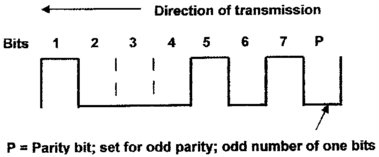 Direction of transmission
Bits 1 2 3 4 5 6 7 P
P = Parity bit; set for odd parity; odd number of one bits